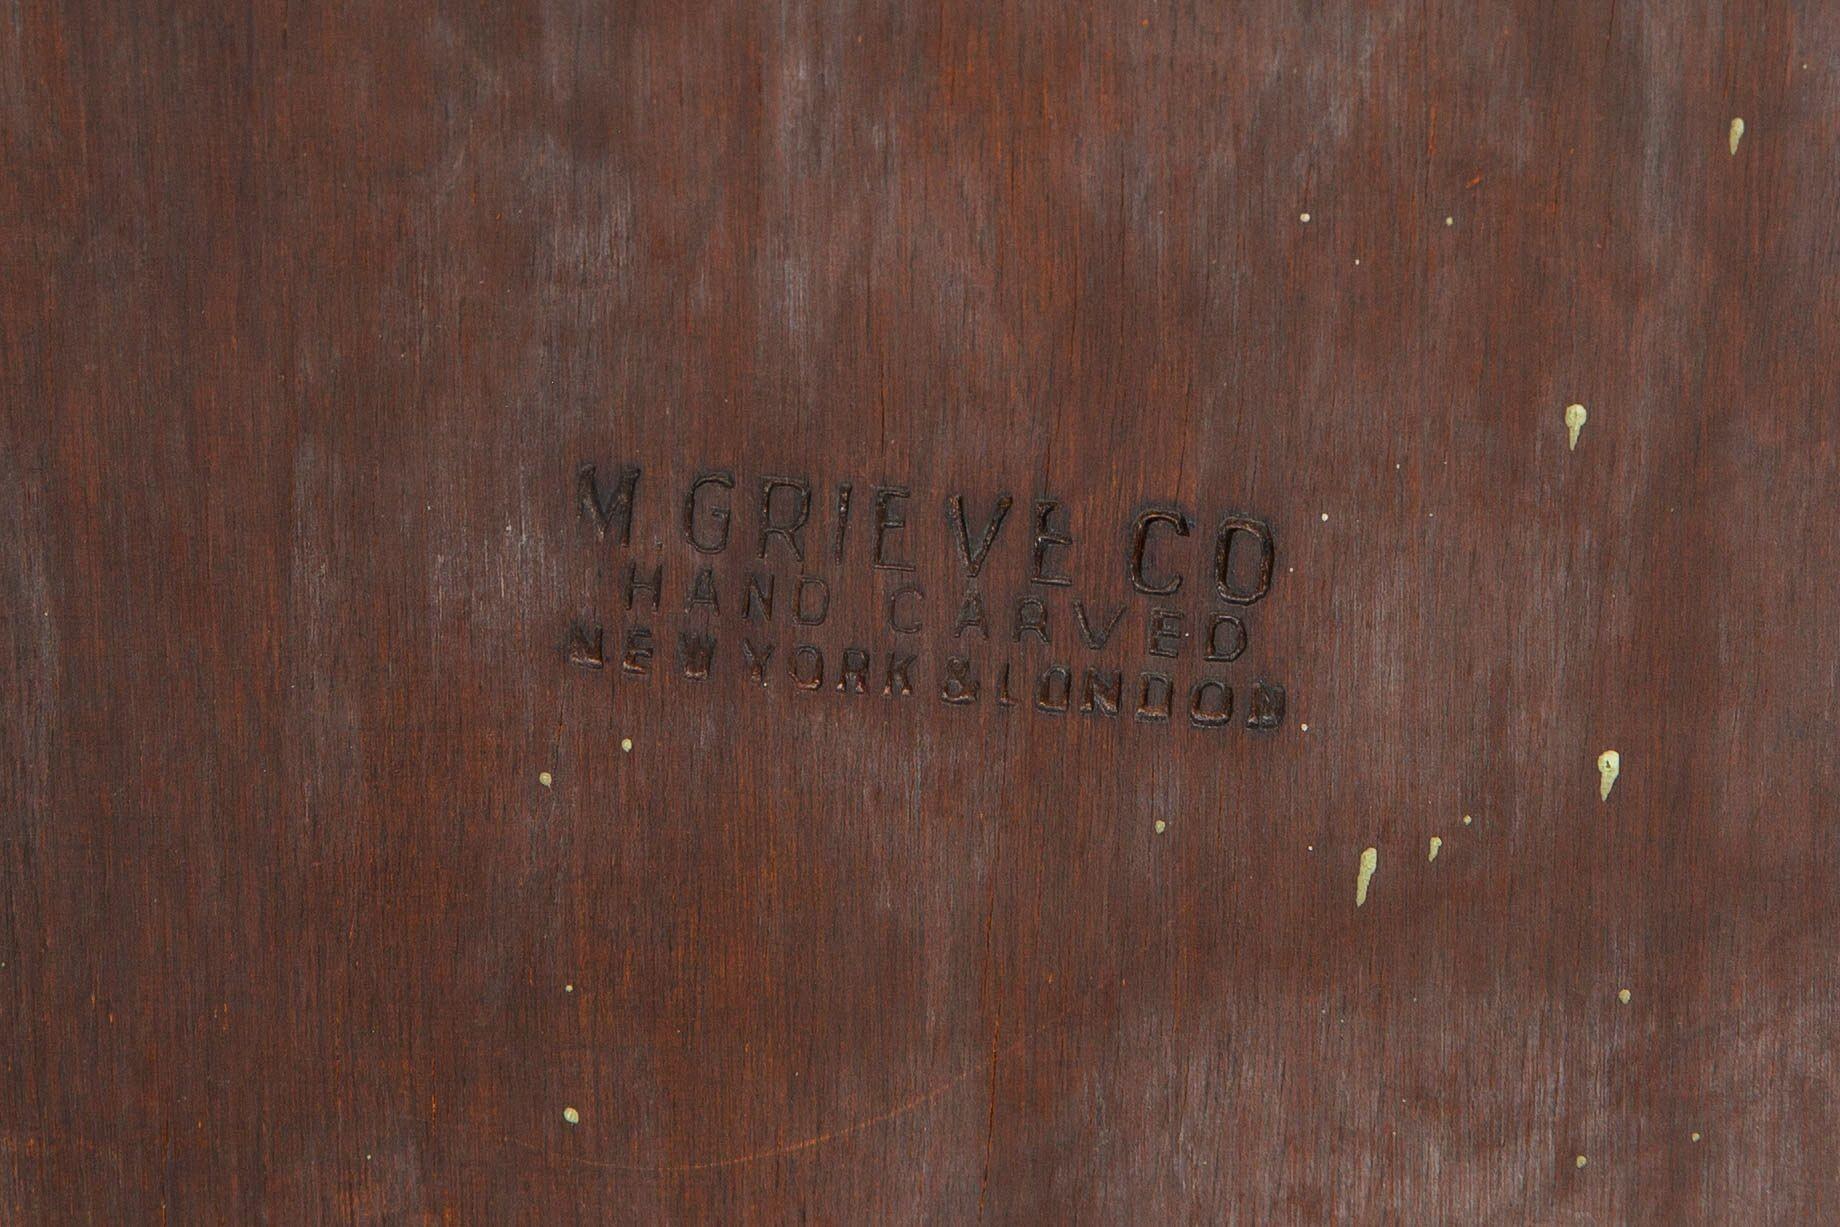 M. GRIEVE CO
HAND CARVED
NEW YORK & LONDON